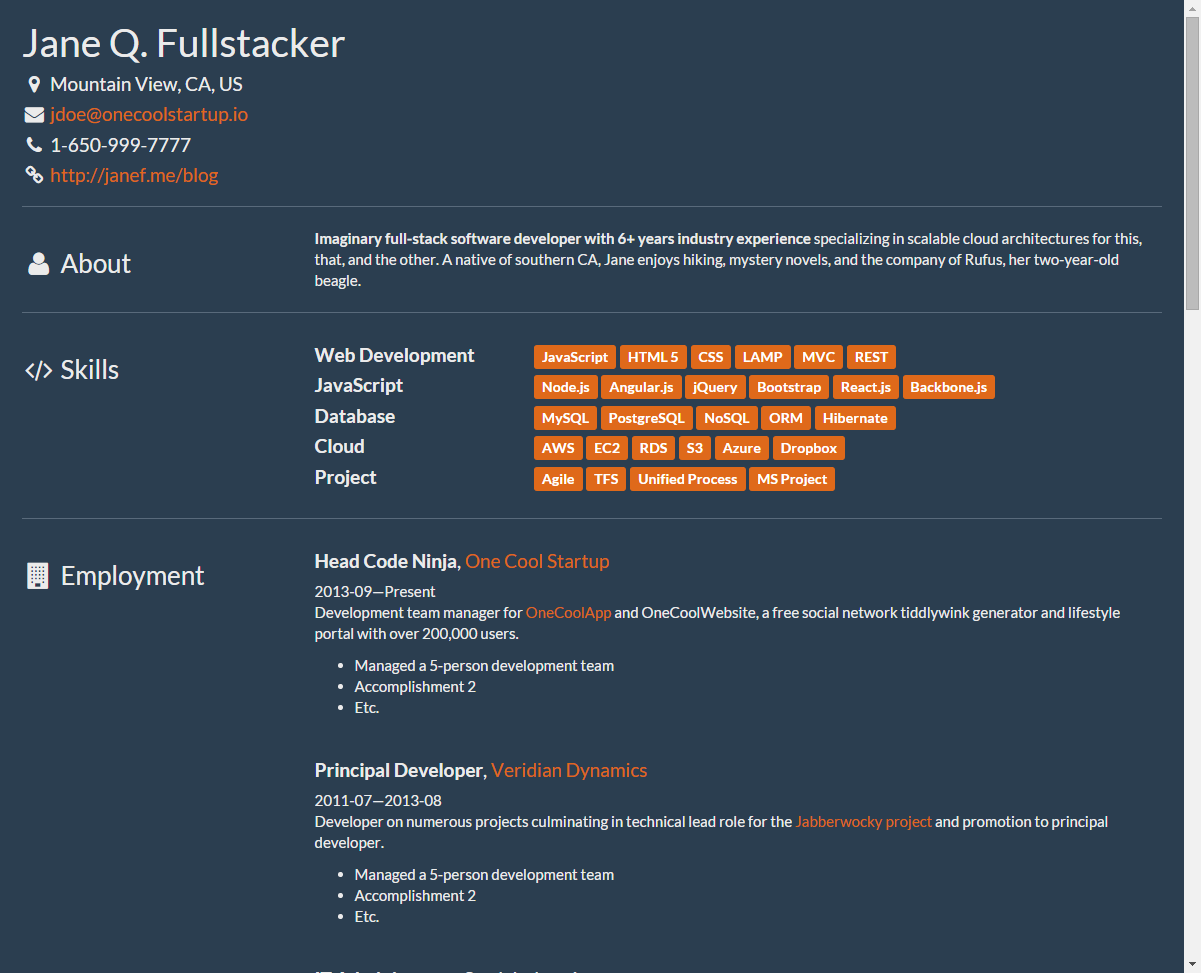 Jane Q. Fullstacker
Mountain View, CA, US
jdoe@onecoolstartup.io
1-650-999-7777
http://janef.me/blog
About
Imaginary full-stack software developer with 6+ years industry experience specializing in scalable cloud architectures for this,
that, and the other. A native of southern CA, Jane enjoys hiking, mystery novels, and the company of Rufus, her two-year-old
beagle.
Skills
Web Development JavaScript HTML 5 CSS LAMP MVC REST
JavaScript Node.js Angular.js jQuery Bootstrap React.js Backbone.js
Database MySQL PostgreSQL NoSQL ORM Hibernate
Cloud AWS EC2 RDS S3 Azure Dropbox
Project Agile TFS Unified Process MS Project
Employment
Head Code Ninja, One Cool Startup
2013-09—Present
Development team manager for OneCoolApp and OneCoolWebsite, a free social network tiddlywink generator and lifestyle
portal with over 200,000 users.
• Managed a 5-person development team
• Accomplishment 2
• Etc.
Principal Developer, Veridian Dynamics
2011-07—2013-08
Developer on numerous projects culminating in technical lead role for the Jabberwocky project and promotion to principal
developer.
• Managed a 5-person development team
• Accomplishment 2
• Etc.